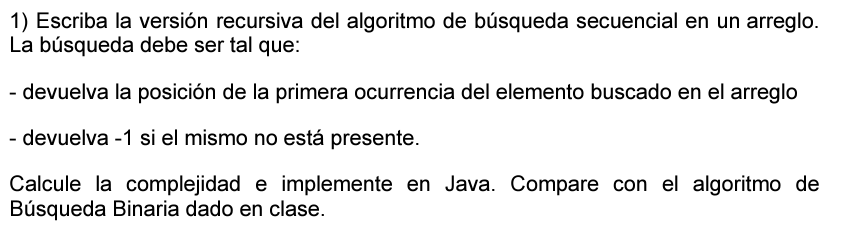 1) Escriba la versión recursiva del algoritmo de búsqueda secuencial en un arreglo.
La búsqueda debe ser tal que:
- devuelva la posición de la primera ocurrencia del elemento buscado en el arreglo
- devuelva -1 si el mismo no está presente.
Calcule la complejidad e implemente en Java. Compare con el algoritmo de
Búsqueda Binaria dado en clase.